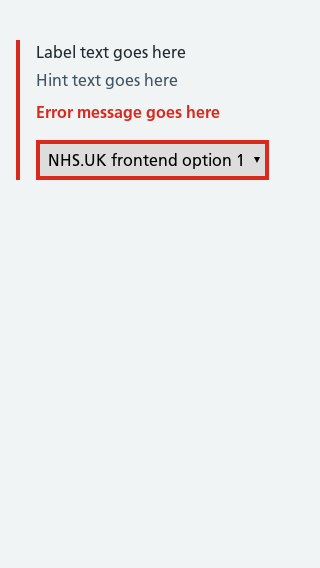 Label text goes here
Hint text goes here
Error message goes here
NHS.UK frontend option 1